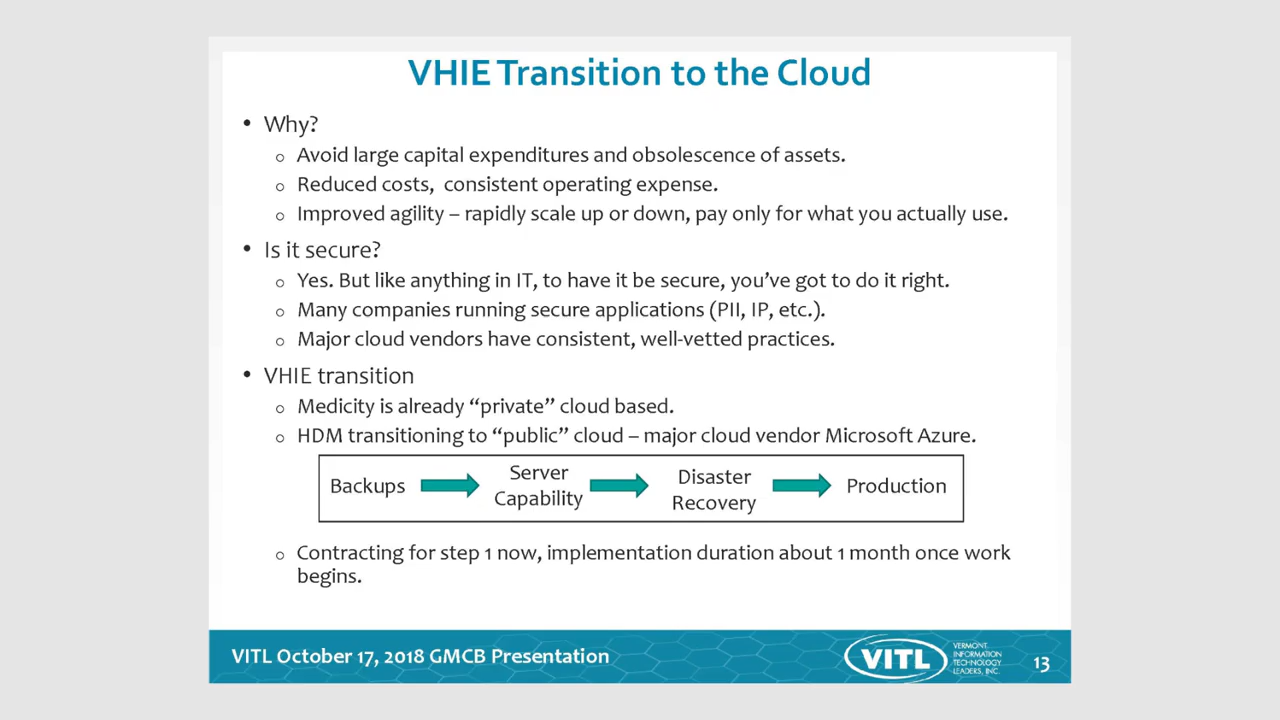 VHIE Transition to the Cloud
• Why?
o Avoid large capital expenditures and obsolescence of assets.
o Reduced costs, consistent operating expense.
o Improved agility – rapidly scale up or down, pay only for what you actually use.
• Is it secure?
o Yes. But like anything in IT, to have it be secure, you’ve got to do it right.
o Many companies running secure applications (PII, IP, etc.).
o Major cloud vendors have consistent, well-vetted practices.
• VHIE transition
o Medicity is already “private” cloud based.
o HDM transitioning to “public” cloud – major cloud vendor Microsoft Azure.
Backups
Server
Capability
Disaster
Recovery
Production
o Contracting for step 1 now, implementation duration about 1 month once work
begins.
VITL October 17, 2018 GMCB Presentation
VITL
VERMONT
INFORMATION
TECHNOLOGY
LEADERS, INC.
13